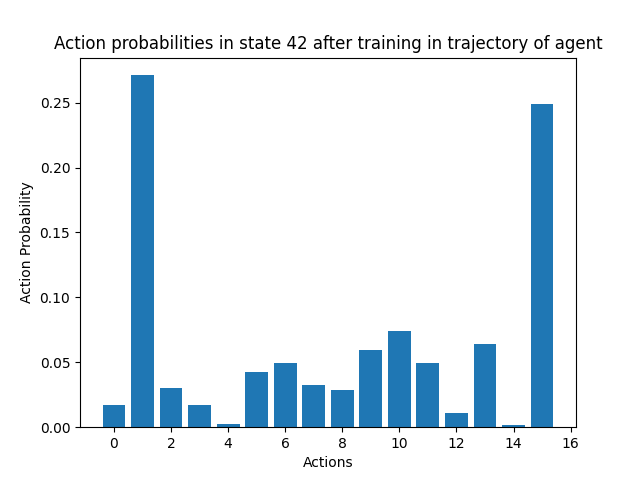 Action probabilities in state 42 after training in trajectory of agent
Action Probability
0.25
0.20
0.15
0.10
0.05
0.00
0 2 4 6 8 10 12 14 16
Actions